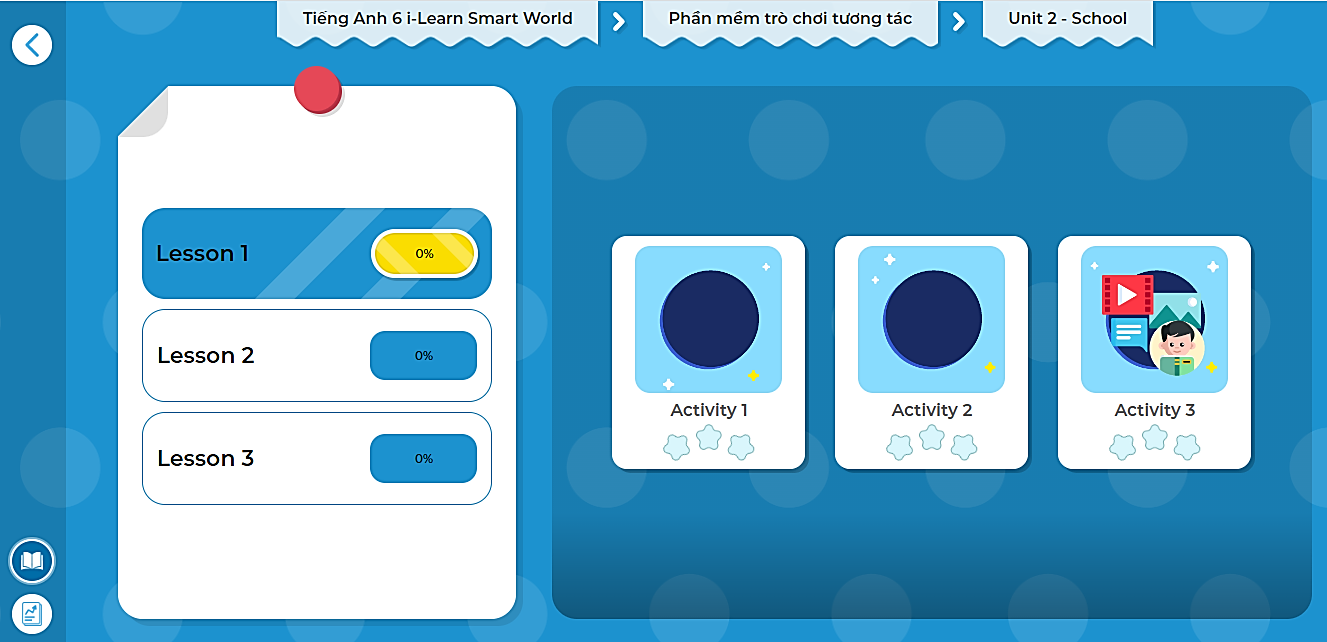 Tiếng Anh 6 i-Learn Smart World
Phần mềm trò chơi tương tác
Unit 2 - School
Lesson 1
0%
Lesson 2
0%
Lesson 3
0%
Activity 1
Activity 2
Activity 3